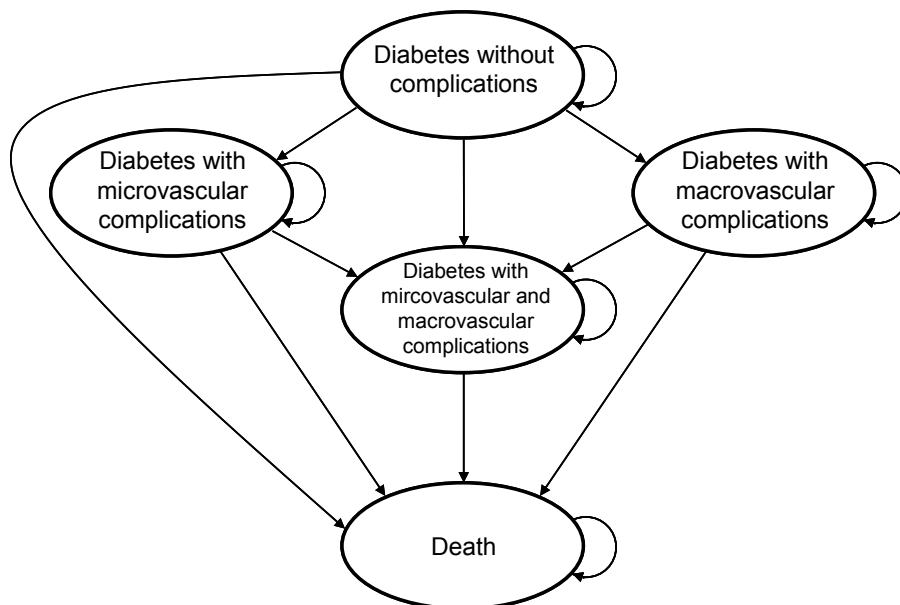 Diabetes without
complications
Diabetes with
microvascular
complications
Diabetes with
macrovascular
complications
Diabetes with
mircovascular and
macrovascular
complications
Death